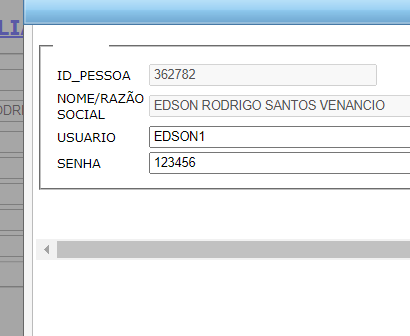 ID_PESSOA 362782
NOME/RAZÃO
SOCIAL EDSON RODRIGO SANTOS VENANCIO
USUARIO EDSON1
SENHA 123456